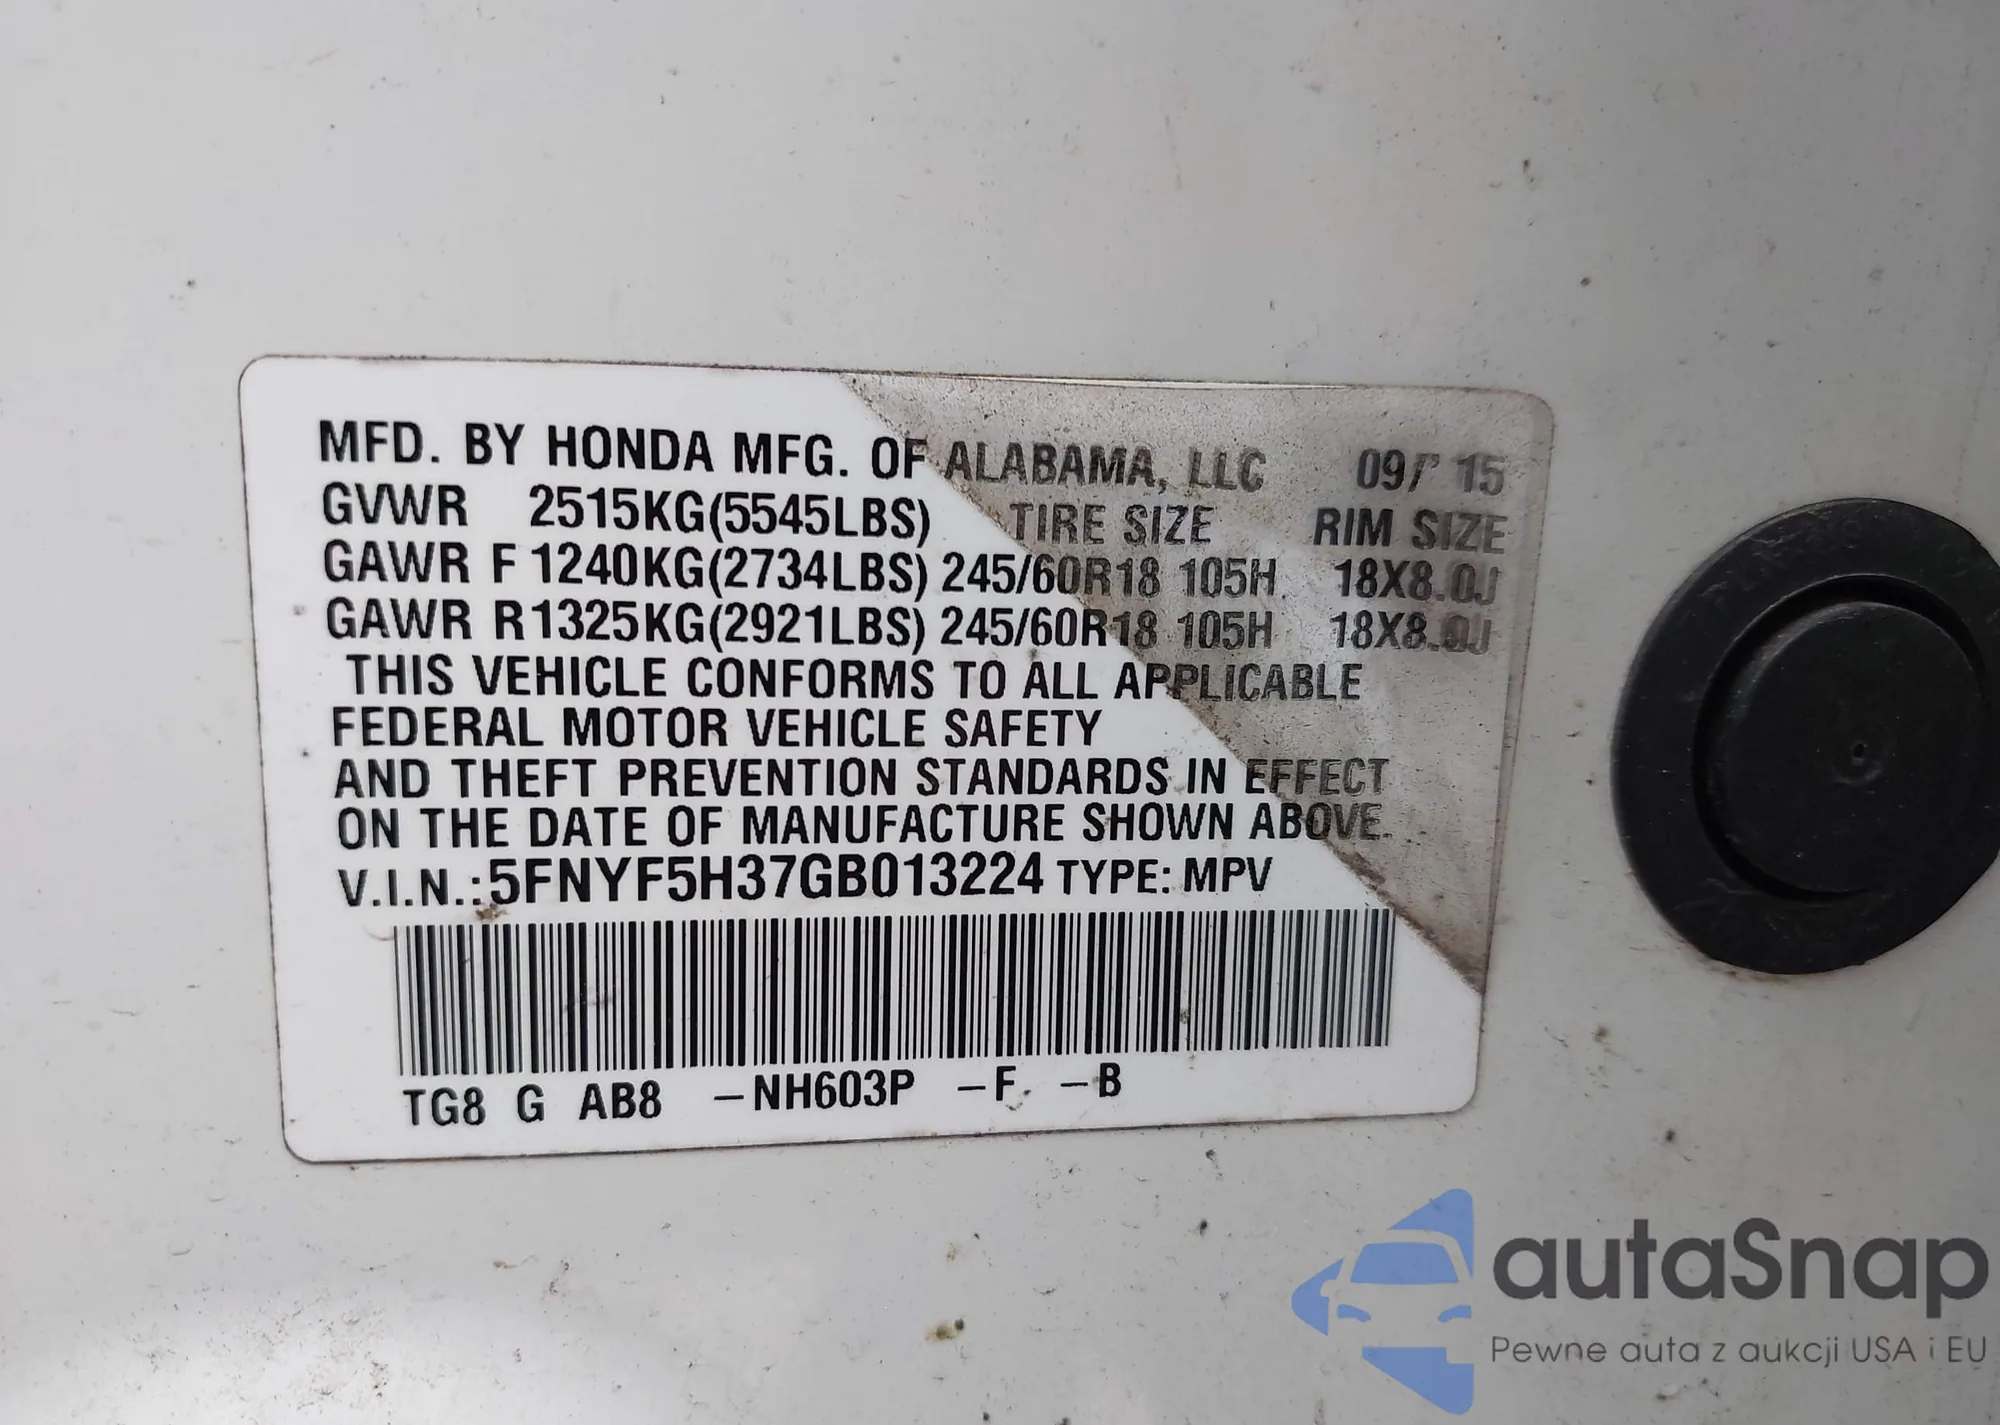 MFD. BY HONDA MFG. OF ALABAMA, LLC 09/ 15
GVWR 2515KG(5545LBS) TIRE SIZE RIM SIZE
GAWR F 1240KG(2734LBS) 245/60R18 105H 18X8.0J
GAWR R 1325KG(2921LBS) 245/60R18 105H 18X8.0J
THIS VEHICLE CONFORMS TO ALL APPLICABLE
FEDERAL MOTOR VEHICLE SAFETY
AND THEFT PREVENTION STANDARDS IN EFFECT
ON THE DATE OF MANUFACTURE SHOWN ABOVE.
V.I.N.:5FNYF5H37GB013224 TYPE: MPV
TG8 G AB8 –NH603P –F –B
autaSnap
Pewne auta z aukcji USA i EU